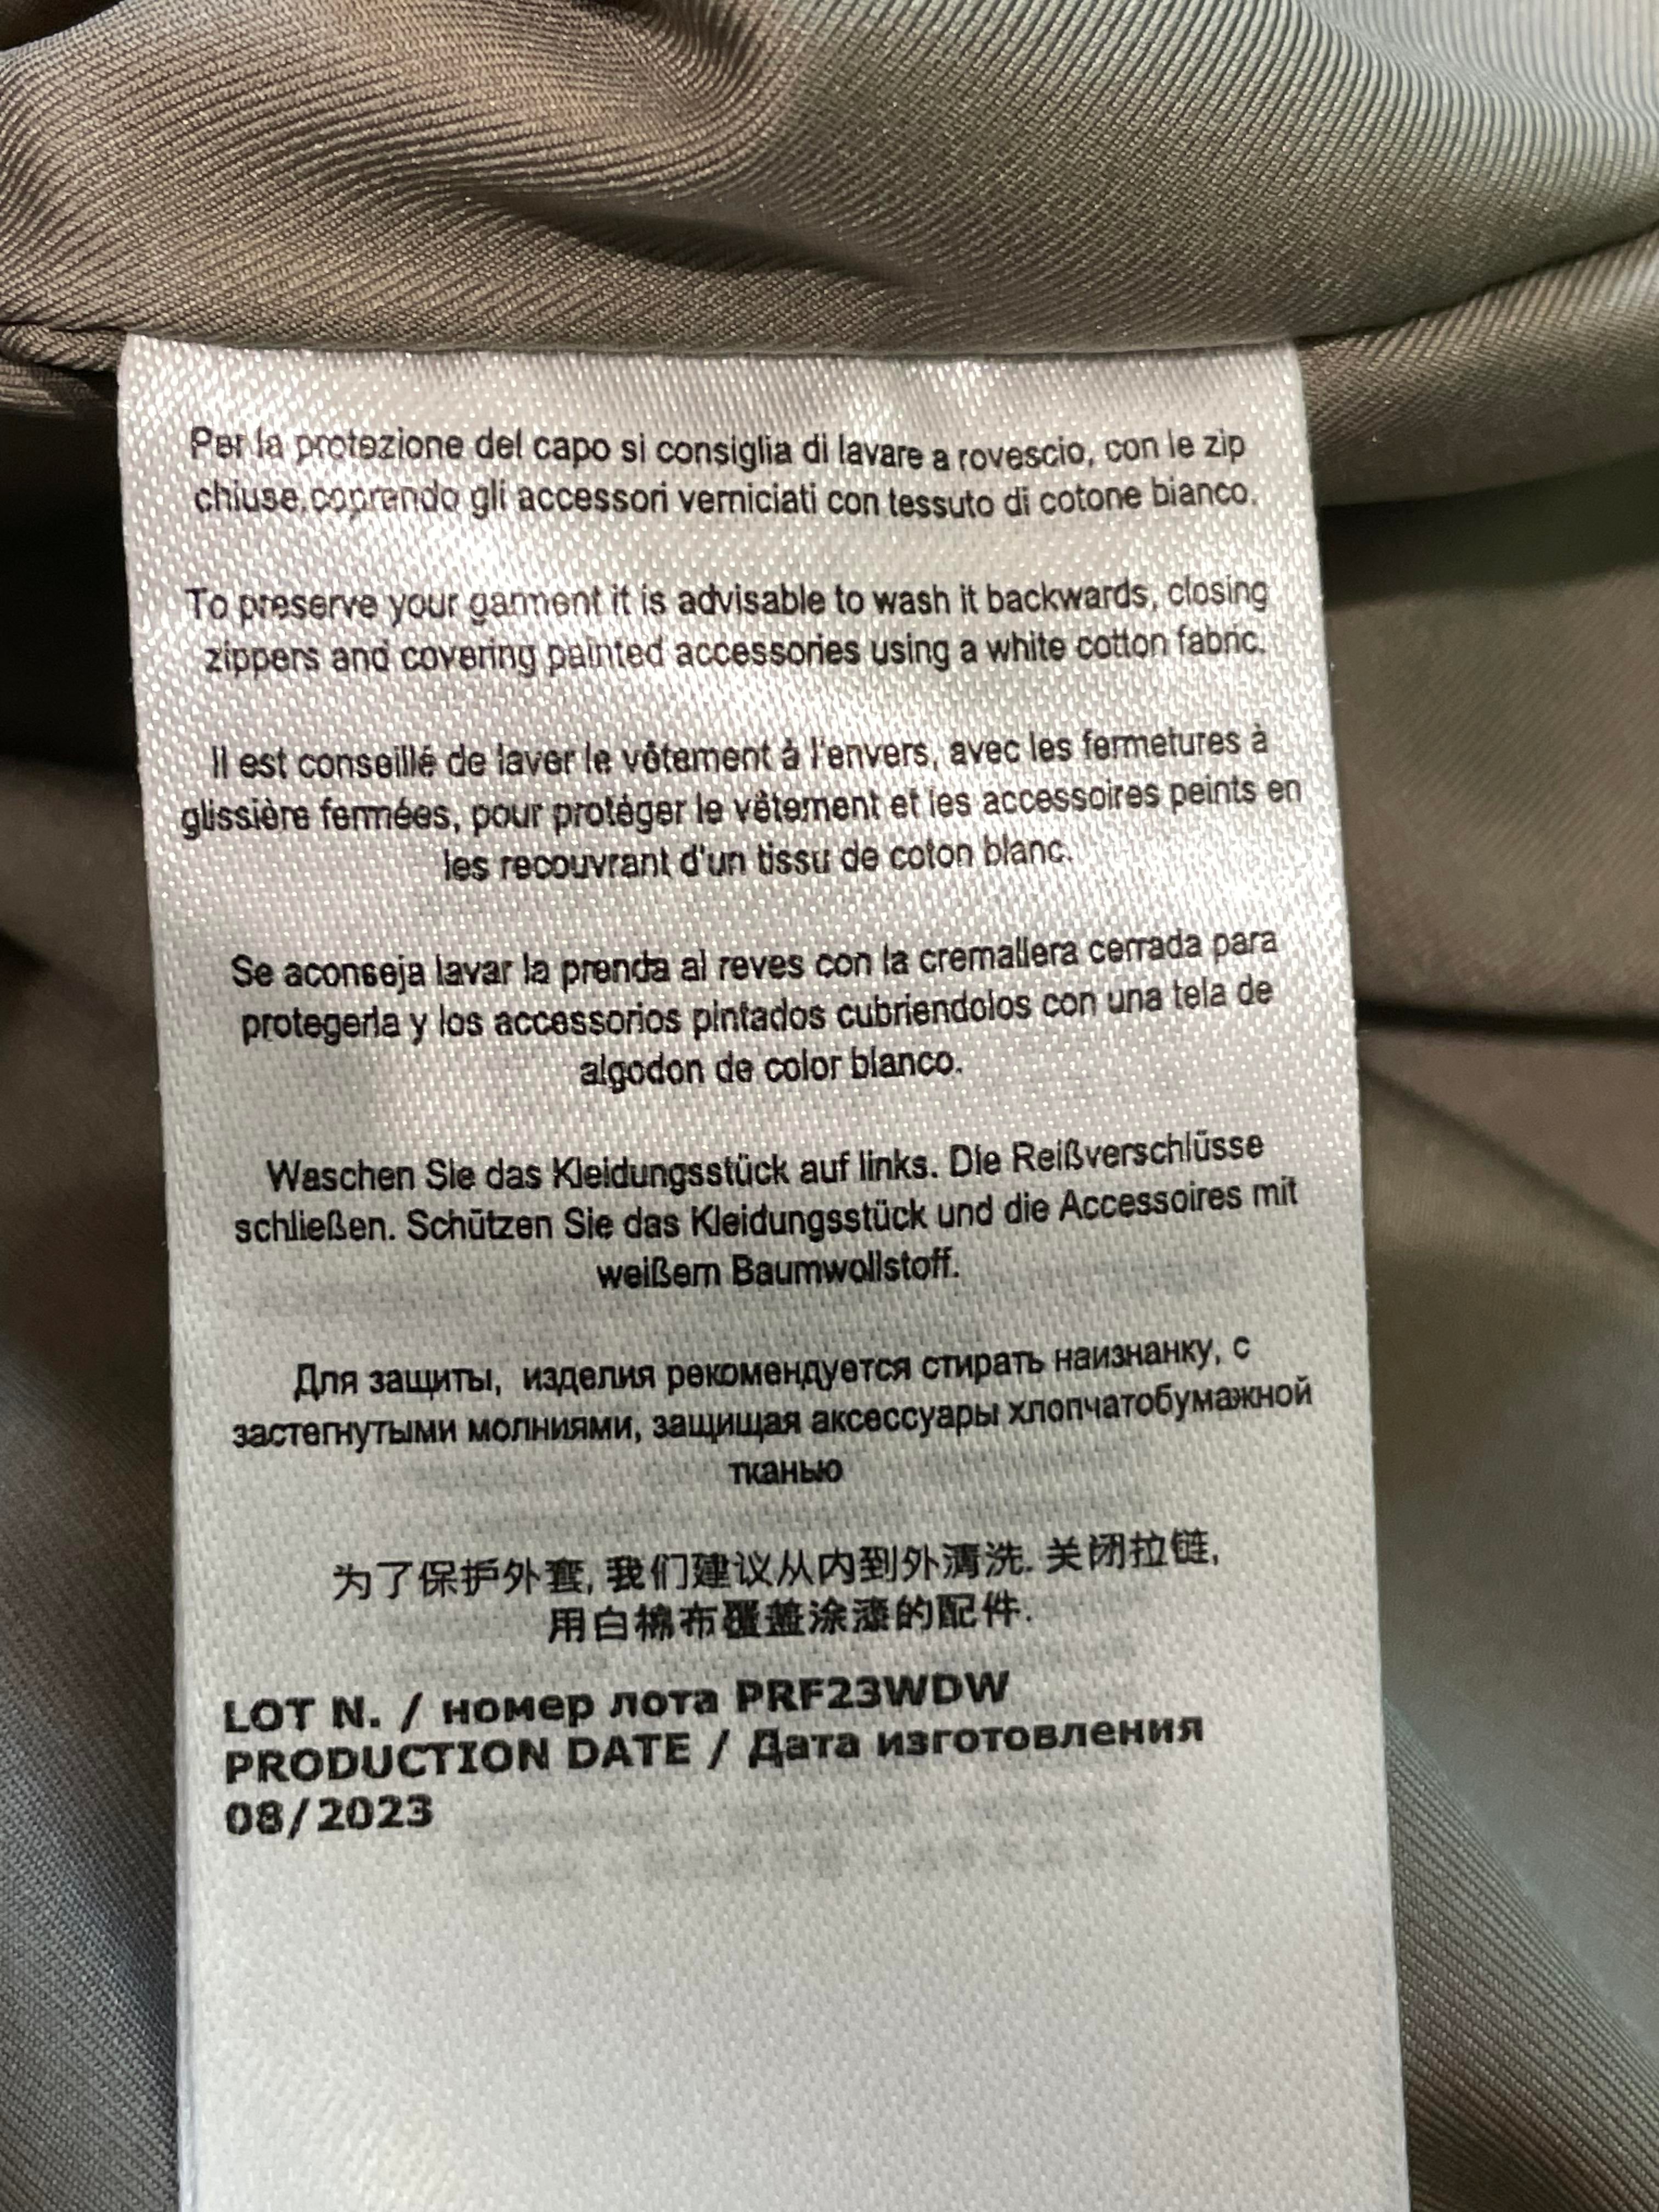 Per la protezione del capo si consiglia di lavare a rovescio, con le zip
chiuse,coprendo gli accessori verniciati con tessuto di cotone bianco.
To preserve your garment it is advisable to wash it backwards, closing
zippers and covering painted accessories using a white cotton fabric.
Il est conseillé de laver le vêtement à l'envers, avec les fermetures à
glissière fermées, pour protéger le vêtement et les accessoires peints en
les recouvrant d'un tissu de coton blanc.
Se aconseja lavar la prenda al reves con la cremallera cerrada para
protegerla y los accessorios pintados cubriendolos con una tela de
algodon de color blanco.
Waschen Sie das Kleidungsstück auf links. Die Reißverschlüsse
schließen. Schützen Sie das Kleidungsstück und die Accessoires mit
weißem Baumwollstoff.
Для защиты, изделия рекомендуется стирать наизнанку, с
застегнутыми молниями, защищая аксессуары хлопчатобумажной
тканью
为了保护外套, 我们建议从内到外清洗. 关闭拉链,
用白棉布覆盖涂漆的配件.
LOT N. / номер лота PRF23WDW
PRODUCTION DATE / Дата изготовления
08/2023